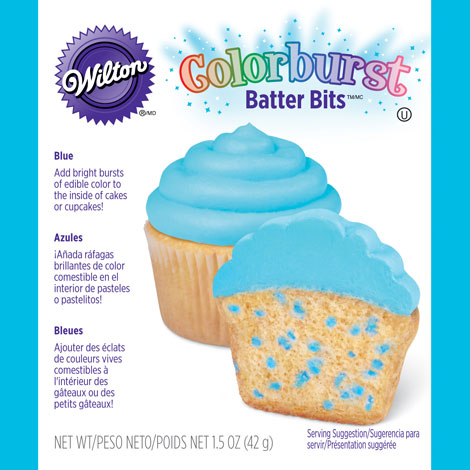 Wilton
®/MD
Colorburst
Batter Bits™/MC
U
Blue
Add bright bursts
of edible color to
the inside of cakes
or cupcakes!
Azules
¡Añada ráfagas
brillantes de color
comestible en el
interior de pasteles
o pastelitos!
Bleues
Ajouter des éclats
de couleurs vives
comestibles à
l'intérieur des
gâteaux ou des
petits gâteaux!
NET WT/PESO NETO/POIDS NET 1.5 OZ (42 g)
Serving Suggestion/Sugerencia para
servir/Présentation suggérée